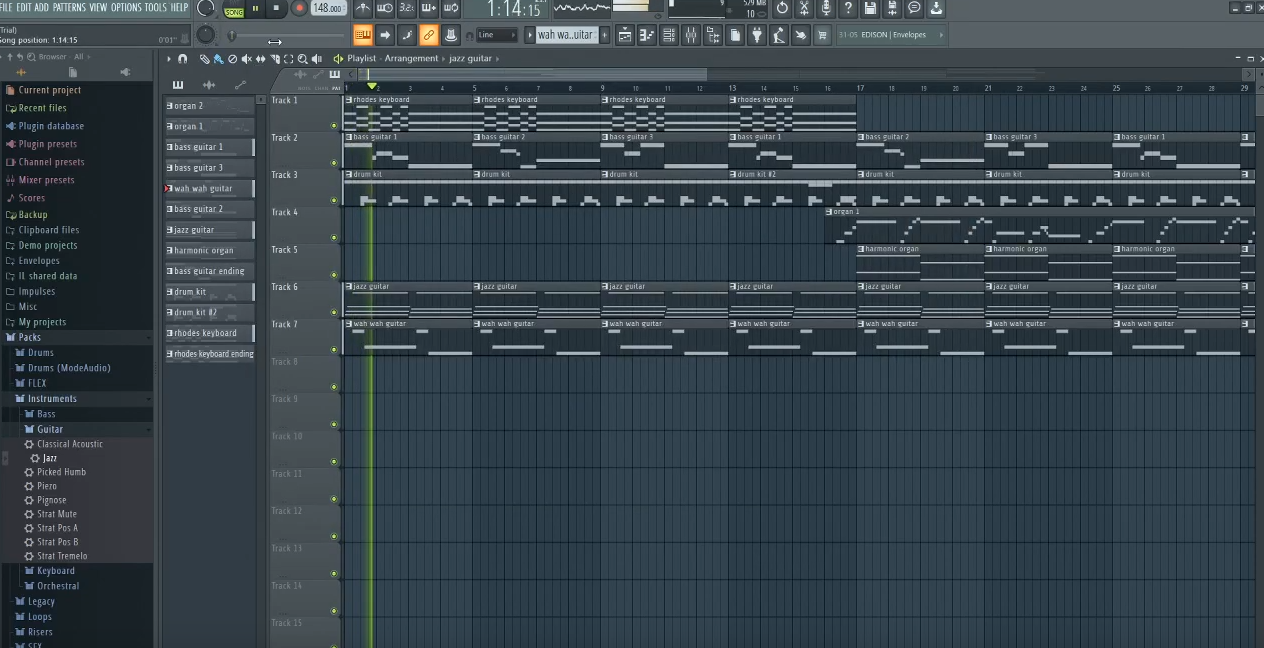 FILE EDIT ADD PATTERNS VIEW OPTIONS TOOLS HELP
SONG
148.000
3.2:
1:14:15
9
529 MB
10
Trial)
Song position: 1:14:15
0'01"
Line
wah wa..uitar
31-05 EDISON | Envelopes
Browser - All
Playlist - Arrangement › jazz guitar ›
Current project
Recent files
Plugin database
Plugin presets
Channel presets
Mixer presets
Scores
Backup
Clipboard files
Demo projects
Envelopes
IL shared data
Impulses
Misc
My projects
Packs
Drums
Drums (ModeAudio)
FLEX
Instruments
Bass
Guitar
Classical Acoustic
Jazz
Picked Humb
Piero
Pignose
Strat Mute
Strat Pos A
Strat Pos B
Strat Tremelo
Keyboard
Orchestral
Legacy
Loops
Risers
organ 2
organ 1
bass guitar 1
bass guitar 3
wah wah guitar
bass guitar 2
jazz guitar
harmonic organ
bass guitar ending
drum kit
drum kit #2
rhodes keyboard
rhodes keyboard ending
1 2 3 4 5 6 7 8 9 10 11 12 13 14 15 16 17 18 19 20 21 22 23 24 25 26 27 28 29
Track 1 rhodes keyboard rhodes keyboard rhodes keyboard rhodes keyboard
Track 2 bass guitar 1 bass guitar 2 bass guitar 3 bass guitar 1 bass guitar 2 bass guitar 3 bass guitar 1
Track 3 drum kit drum kit drum kit drum kit #2 drum kit drum kit drum kit
Track 4 organ 1
Track 5 harmonic organ harmonic organ harmonic organ
Track 6 jazz guitar jazz guitar jazz guitar jazz guitar jazz guitar jazz guitar jazz guitar
Track 7 wah wah guitar wah wah guitar wah wah guitar wah wah guitar wah wah guitar wah wah guitar wah wah guitar
Track 8
Track 9
Track 10
Track 11
Track 12
Track 13
Track 14
Track 15